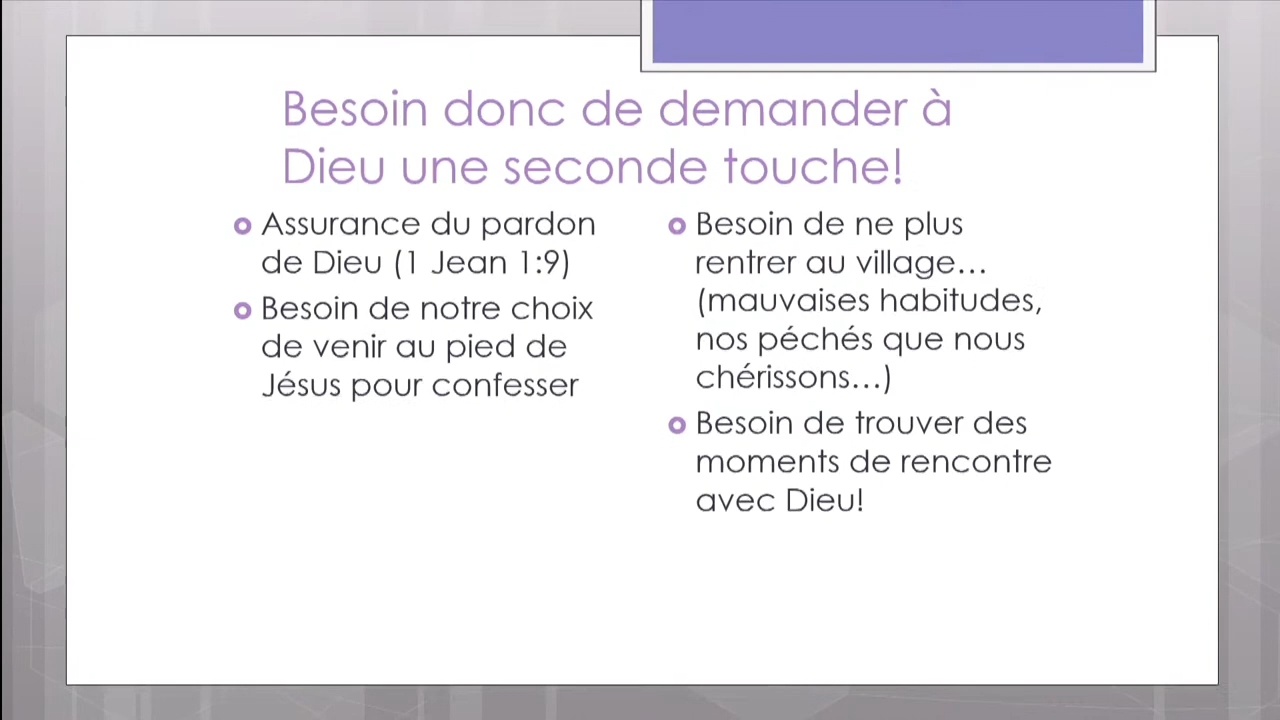 Besoin donc de demander à
Dieu une seconde touche!
Assurance du pardon
de Dieu (1 Jean 1:9)
Besoin de notre choix
de venir au pied de
Jésus pour confesser
Besoin de ne plus
rentrer au village…
(mauvaises habitudes,
nos péchés que nous
chérissons…)
Besoin de trouver des
moments de rencontre
avec Dieu!